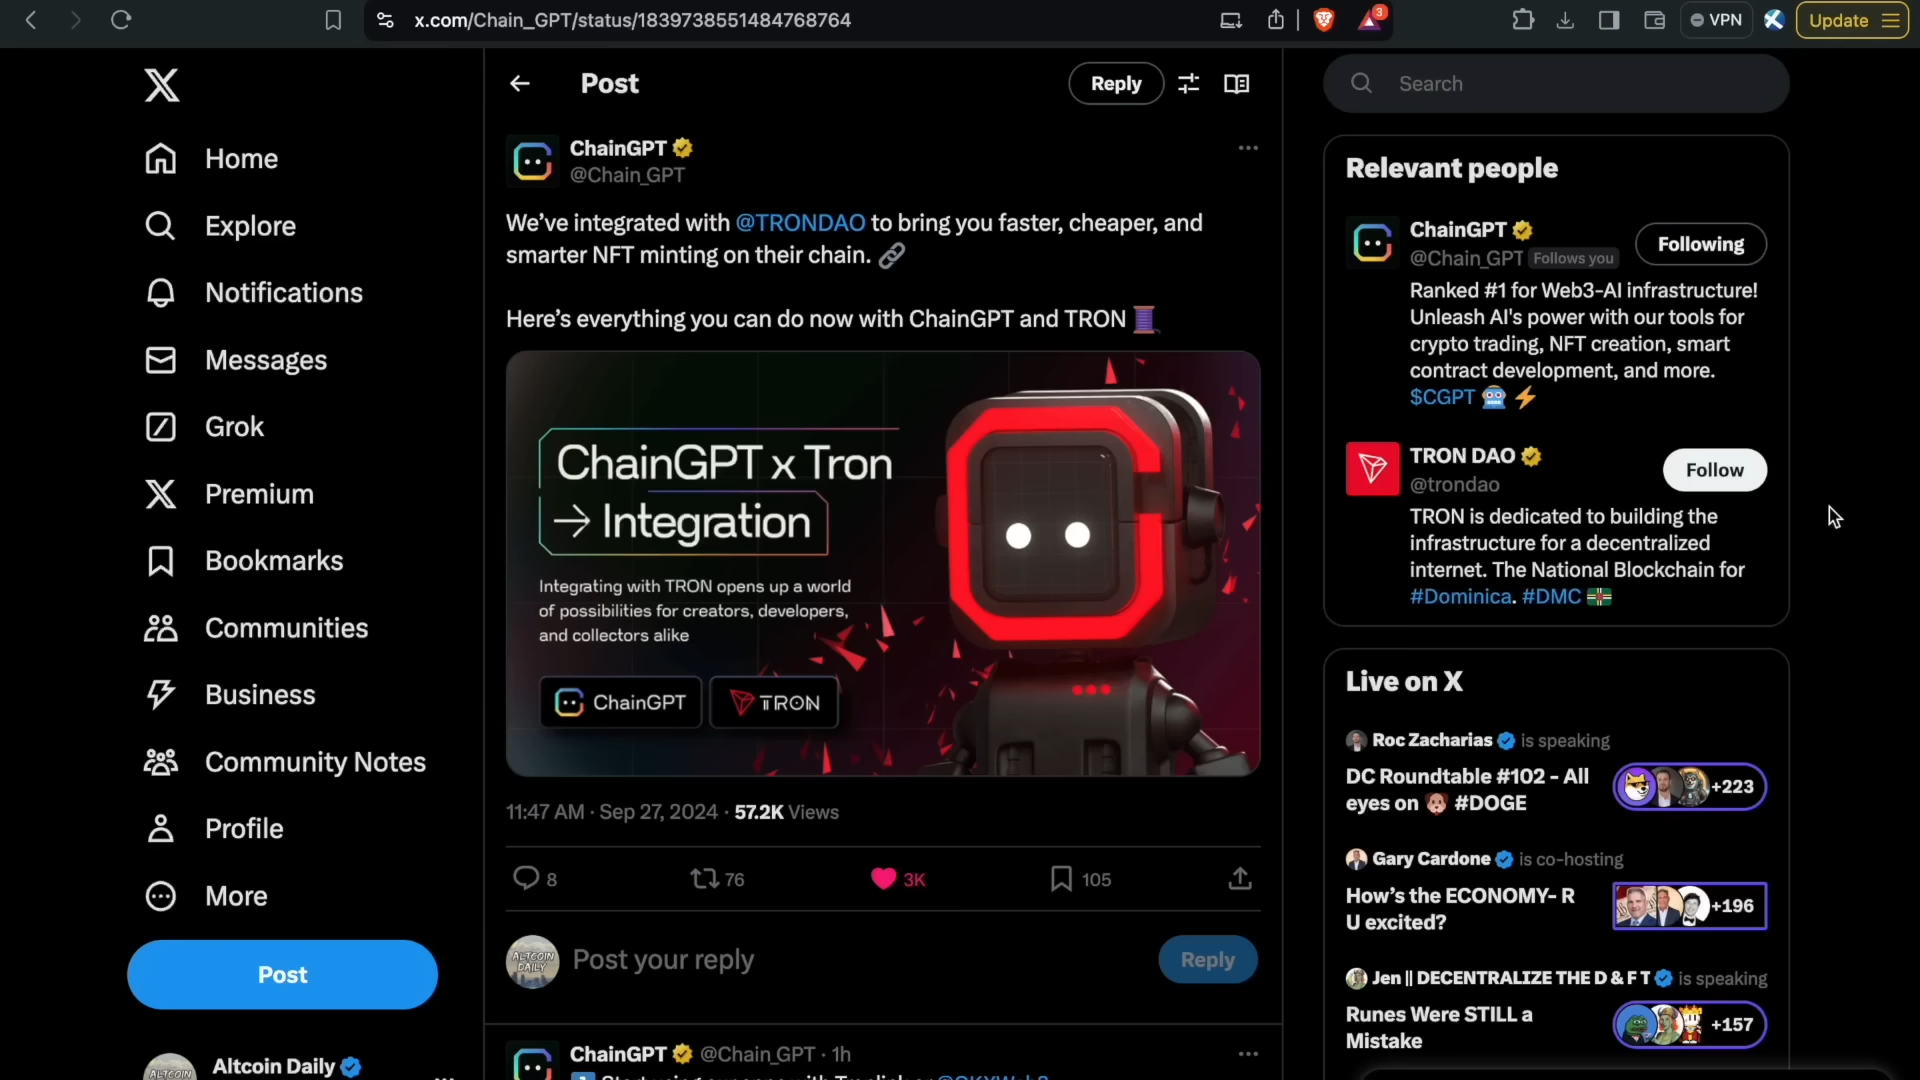 x.com/Chain_GPT/status/1839738551484768764
3
VPN
Update
Home
Explore
Notifications
Messages
Grok
Premium
Bookmarks
Communities
Business
Community Notes
Profile
More
Post
Altcoin Daily
Post
Reply
ChainGPT
@Chain_GPT
We’ve integrated with @TRONDAO to bring you faster, cheaper, and
smarter NFT minting on their chain.
Here’s everything you can do now with ChainGPT and TRON
ChainGPT x Tron
→ Integration
Integrating with TRON opens up a world
of possibilities for creators, developers,
and collectors alike
ChainGPT
TRON
11:47 AM · Sep 27, 2024 · 57.2K Views
8
76
3K
105
ALTCOIN
DAILY
Post your reply
Reply
ChainGPT @Chain_GPT · 1h
Search
Relevant people
ChainGPT
Following
@Chain_GPT Follows you
Ranked #1 for Web3-AI infrastructure!
Unleash AI's power with our tools for
crypto trading, NFT creation, smart
contract development, and more.
$CGPT
TRON DAO
Follow
@trondao
TRON is dedicated to building the
infrastructure for a decentralized
internet. The National Blockchain for
#Dominica. #DMC
Live on X
Roc Zacharias is speaking
DC Roundtable #102 - All
eyes on #DOGE
+223
Gary Cardone is co-hosting
How’s the ECONOMY- R
U excited?
+196
Jen || DECENTRALIZE THE D & F T is speaking
Runes Were STILL a
Mistake
+157